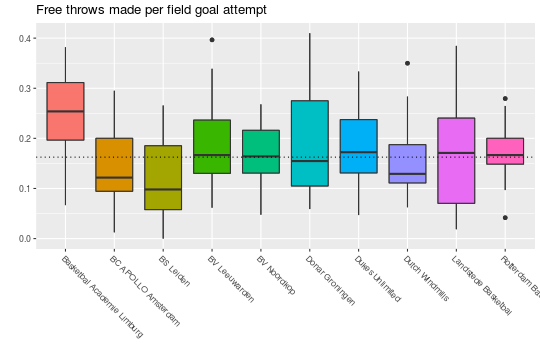 Free throws made per field goal attempt
0.4
0.3
0.2
0.1
0.0
Basketbal Academie Limburg
BC APOLLO Amsterdam
BS Leiden
BV Leeuwarden
BV Noordkop
Donar Groningen
Dukes Unlimited
Dutch Windmills
Landstede Basketbal
Rotterdam Bas